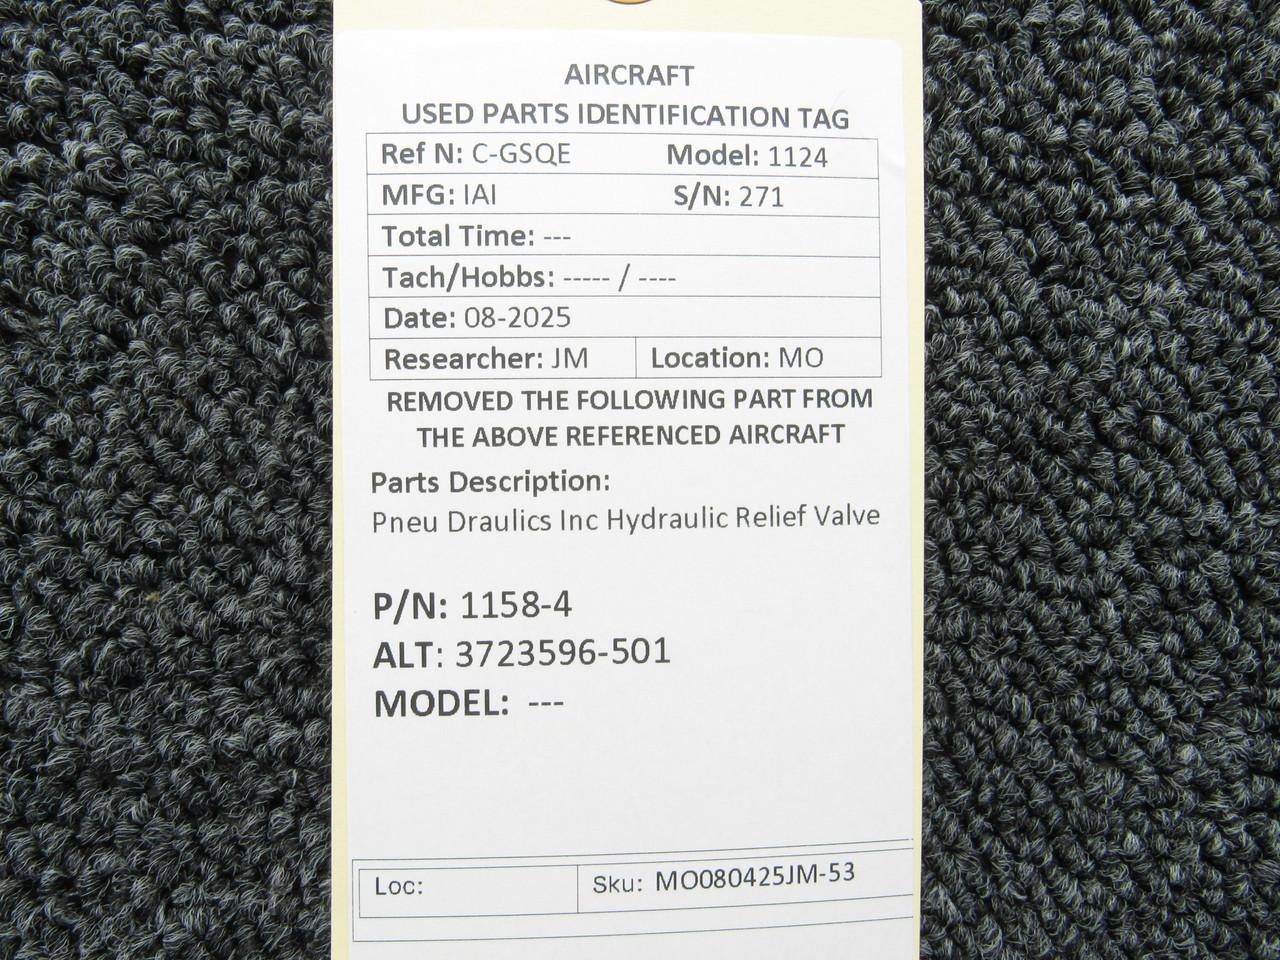 AIRCRAFT
USED PARTS IDENTIFICATION TAG
Ref N: C-GSQE Model: 1124
MFG: IAI S/N: 271
Total Time: ---
Tach/Hobbs: ----- / ----
Date: 08-2025
Researcher: JM Location: MO
REMOVED THE FOLLOWING PART FROM
THE ABOVE REFERENCED AIRCRAFT
Parts Description:
Pneu Draulics Inc Hydraulic Relief Valve
P/N: 1158-4
ALT: 3723596-501
MODEL: ---
Loc: Sku: MO080425JM-53